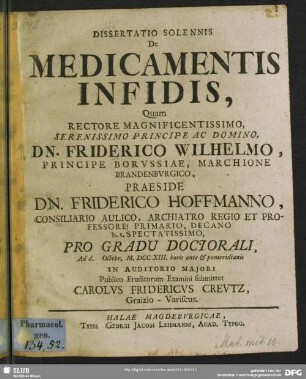 DISSERTATIO SOLENNIS
De
MEDICAMENTIS
INFIDIS,
Quam
RECTORE MAGNIFICENTISSIMO,
SERENISSIMO PRINCIPE AC DOMINO,
DN. FRIDERICO WILHELMO,
PRINCIPE BORVSSIAE, MARCHIONE
BRANDENBVRGICO,
PRAESIDE
DN. FRIDERICO HOFFMANNO,
CONSILIARIO AULICO, ARCHIATRO REGIO ET PRO-
FESSORE PRIMARIO, DECANO
h. t. SPECTATISSIMO,
PRO GRADU DOCTORALI,
Ad d. Octobr. M, DCC XIII, horis ante & pomeridianis
IN AUDITORIO MAJORI
Publico Eruditorum Examini submittet
CAROLVS FRIDERICVS CREVTZ,
Graizio - Variscus.
HALAE MAGDEBVRGICAE,
Typis GEORGI JACOBI LEHMANNI, ACAD. TYPOG.
Pharmacol.
gen.
134, 52.
SLUB